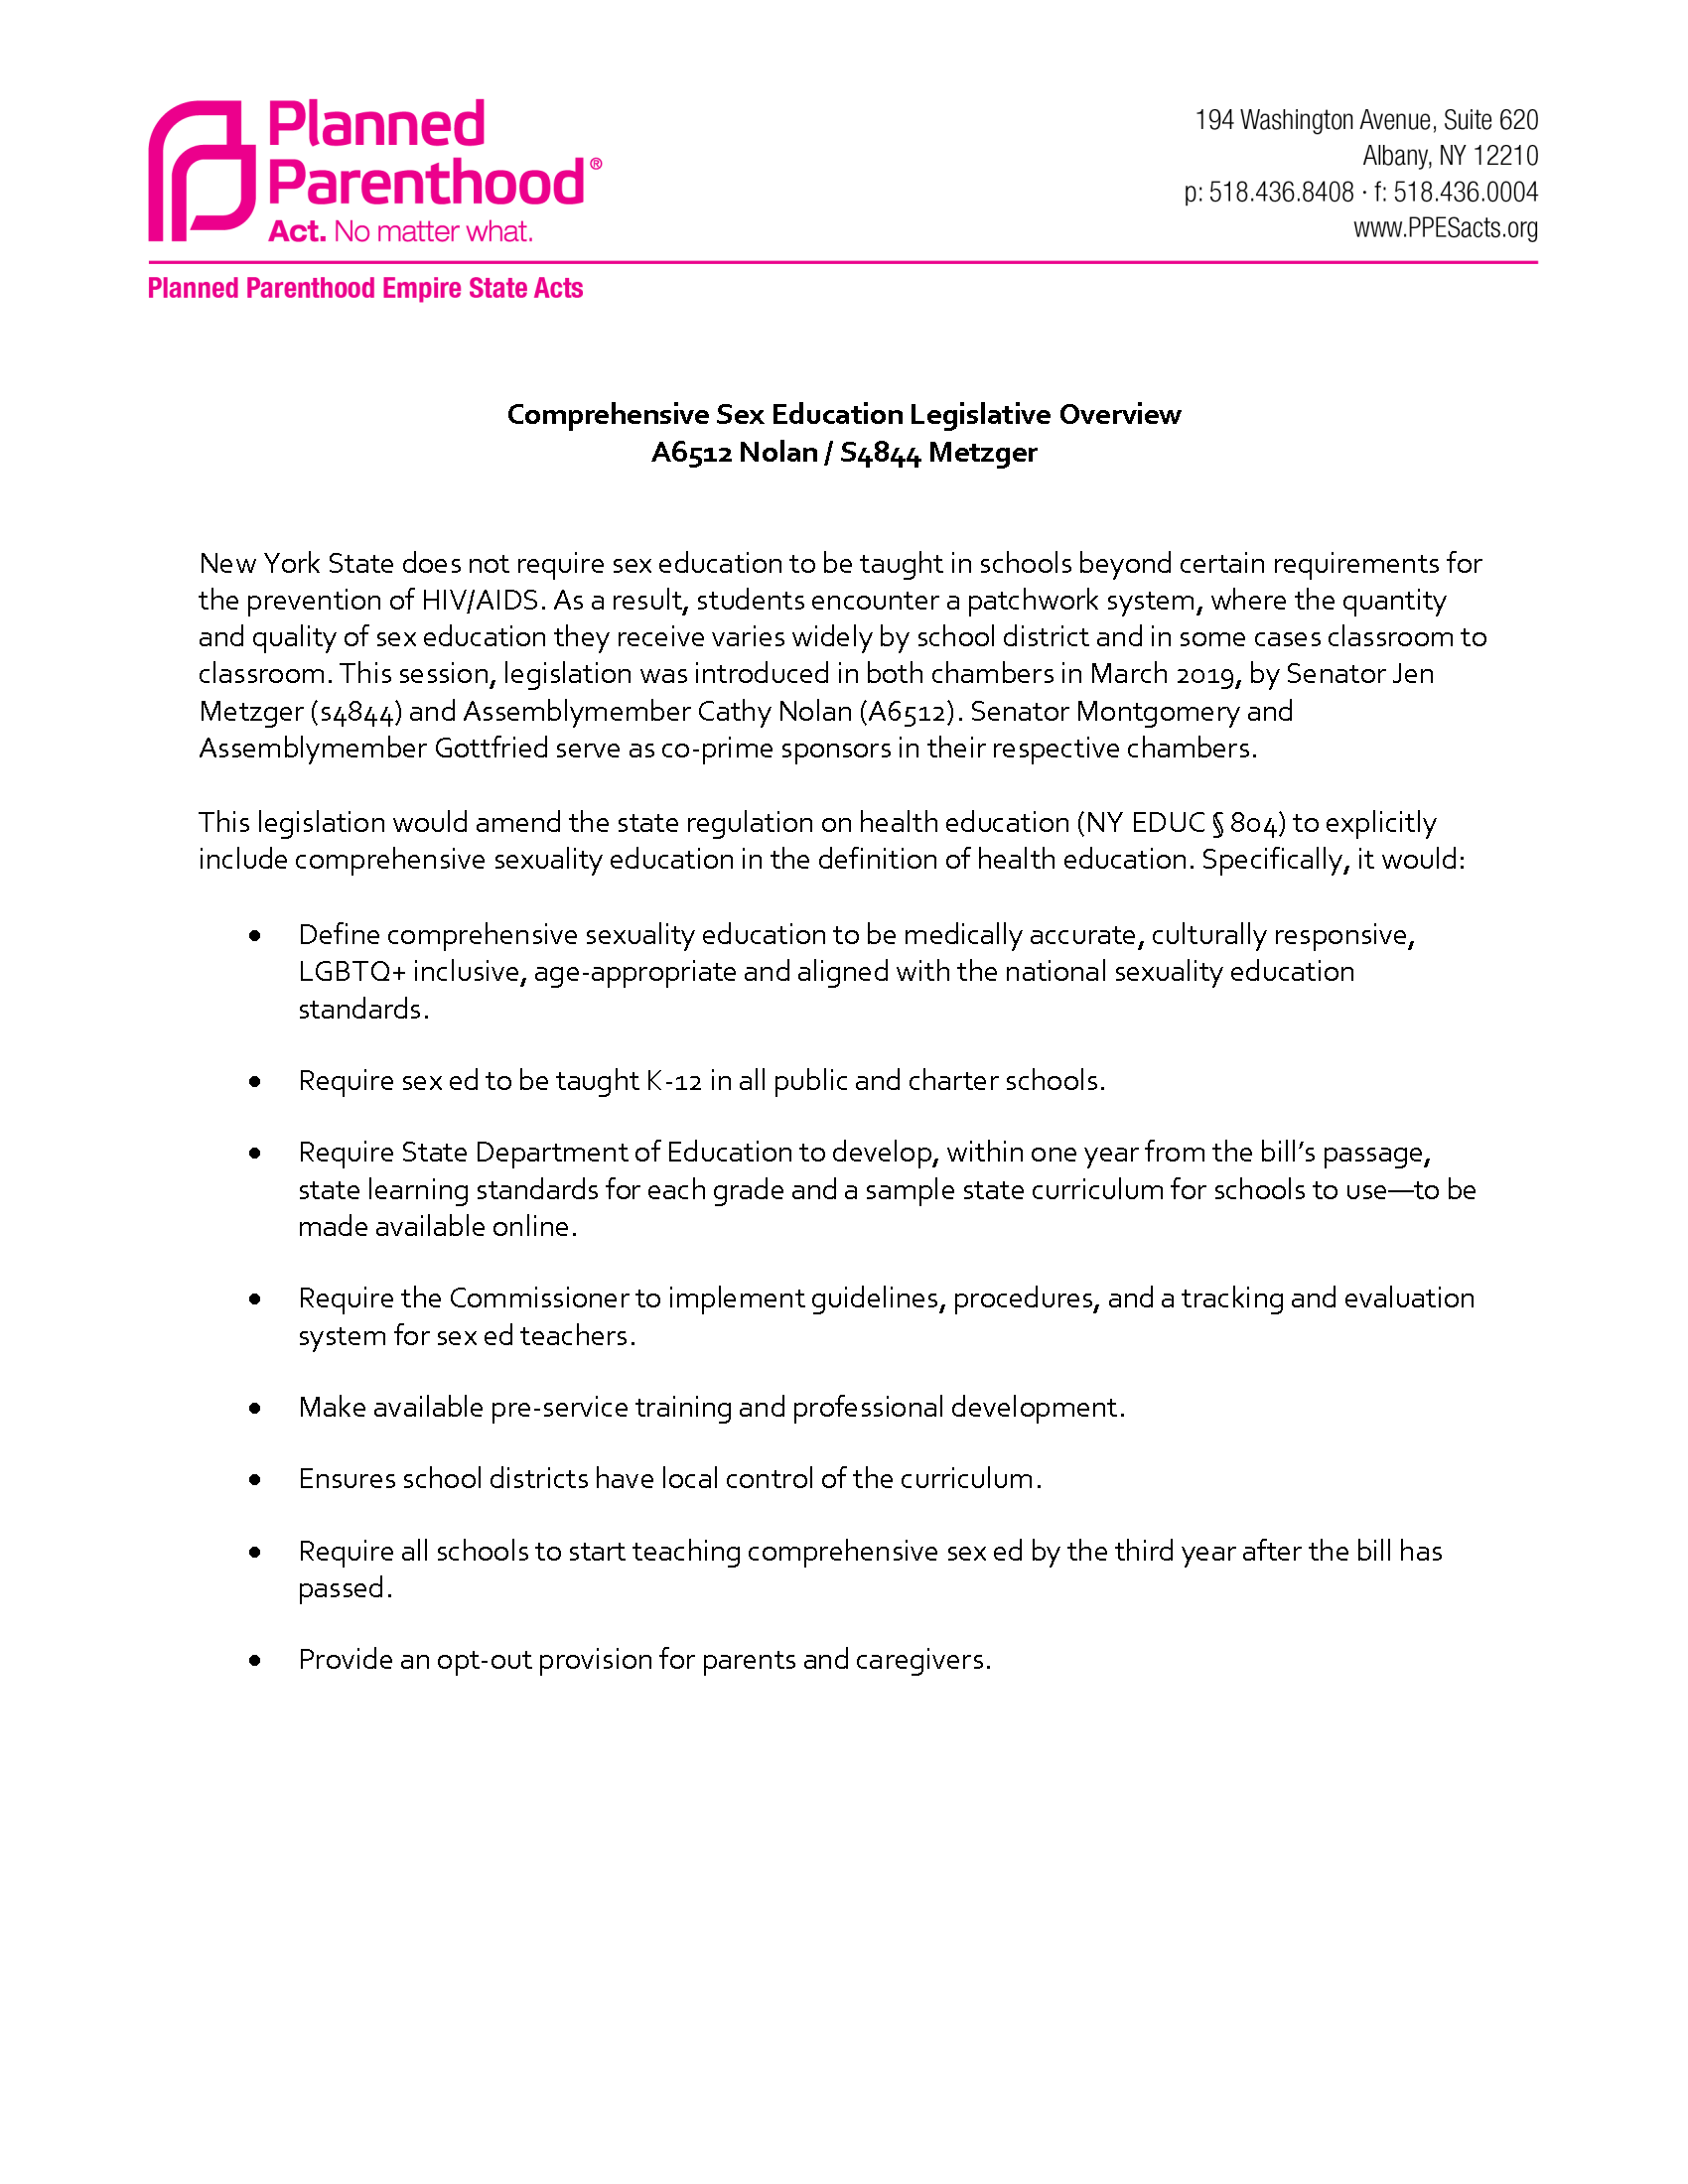 Planned
Parenthood®
Act. No matter what.
194 Washington Avenue, Suite 620
Albany, NY 12210
p: 518.436.8408 · f: 518.436.0004
www.PPESacts.org
Planned Parenthood Empire State Acts
Comprehensive Sex Education Legislative Overview
A6512 Nolan / S4844 Metzger
New York State does not require sex education to be taught in schools beyond certain requirements for
the prevention of HIV/AIDS. As a result, students encounter a patchwork system, where the quantity
and quality of sex education they receive varies widely by school district and in some cases classroom to
classroom. This session, legislation was introduced in both chambers in March 2019, by Senator Jen
Metzger (s4844) and Assemblymember Cathy Nolan (A6512). Senator Montgomery and
Assemblymember Gottfried serve as co-prime sponsors in their respective chambers.
This legislation would amend the state regulation on health education (NY EDUC § 804) to explicitly
include comprehensive sexuality education in the definition of health education. Specifically, it would:
• Define comprehensive sexuality education to be medically accurate, culturally responsive,
LGBTQ+ inclusive, age-appropriate and aligned with the national sexuality education
standards.
• Require sex ed to be taught K-12 in all public and charter schools.
• Require State Department of Education to develop, within one year from the bill’s passage,
state learning standards for each grade and a sample state curriculum for schools to use—to be
made available online.
• Require the Commissioner to implement guidelines, procedures, and a tracking and evaluation
system for sex ed teachers.
• Make available pre-service training and professional development.
• Ensures school districts have local control of the curriculum.
• Require all schools to start teaching comprehensive sex ed by the third year after the bill has
passed.
• Provide an opt-out provision for parents and caregivers.